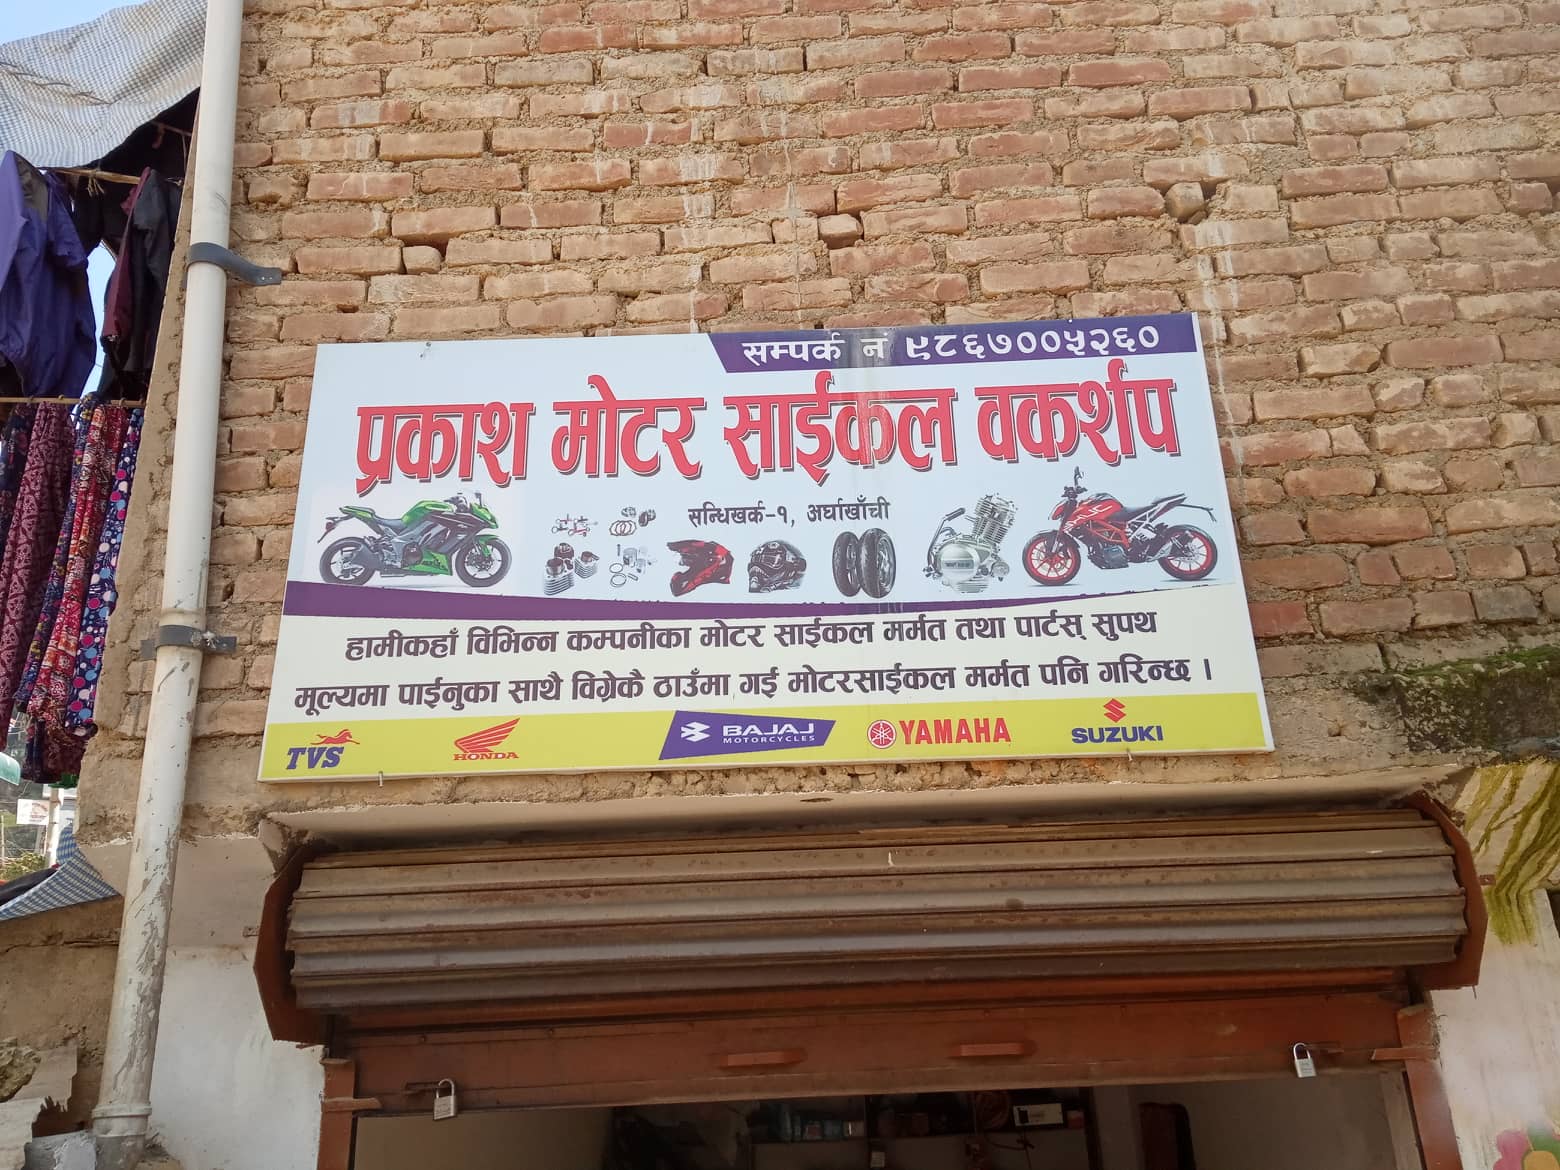 सम्पर्क नं ९८६७००५२६०
प्रकाश मोटर साईकल वकर्शप
सन्धिखर्क-१, अर्घाखाँची
हामीकहाँ विभिन्न कम्पनीका मोटर साईकल मर्मत तथा पार्टस् सुपथ
मूल्यमा पाईनुका साथै विग्रेकै ठाउँमा गई मोटरसाईकल मर्मत पनि गरिन्छ ।
TVS
HONDA
BAJAJ
MOTORCYCLES
YAMAHA
SUZUKI